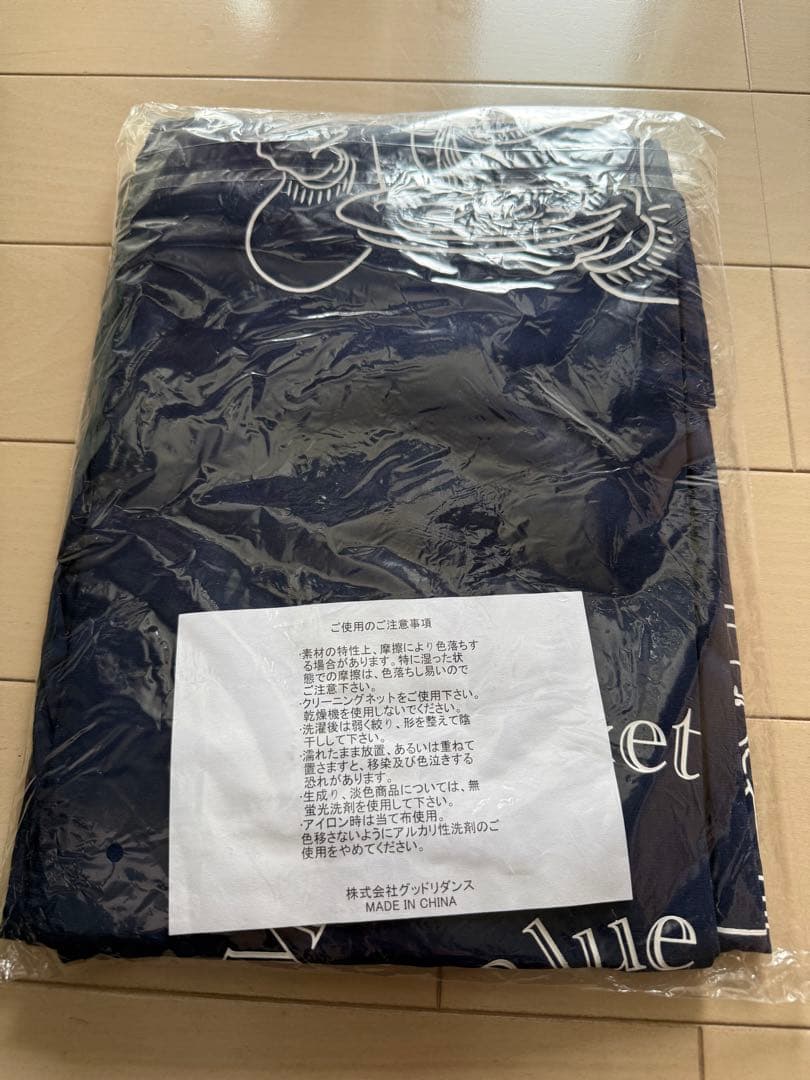 ご使用のご注意事項
・素材の特性上、摩擦により色落ちす
る場合があります。特に湿った状
態での摩擦は、色落ちし易いので
ご注意下さい。
・クリーニングネットをご使用下さい。
乾燥機を使用しないでください。
・洗濯後は弱く絞り、形を整えて陰
干しして下さい。
・濡れたまま放置、あるいは重ねて
置きますと、移染及び色泣きする
恐れがあります。
・生成り、淡色商品については、無
蛍光洗剤を使用して下さい。
・アイロン時は当て布使用。
色移さないようにアルカリ性洗剤のご
使用をやめてください。
株式会社グッドリダンス
MADE IN CHINA
ket
lue